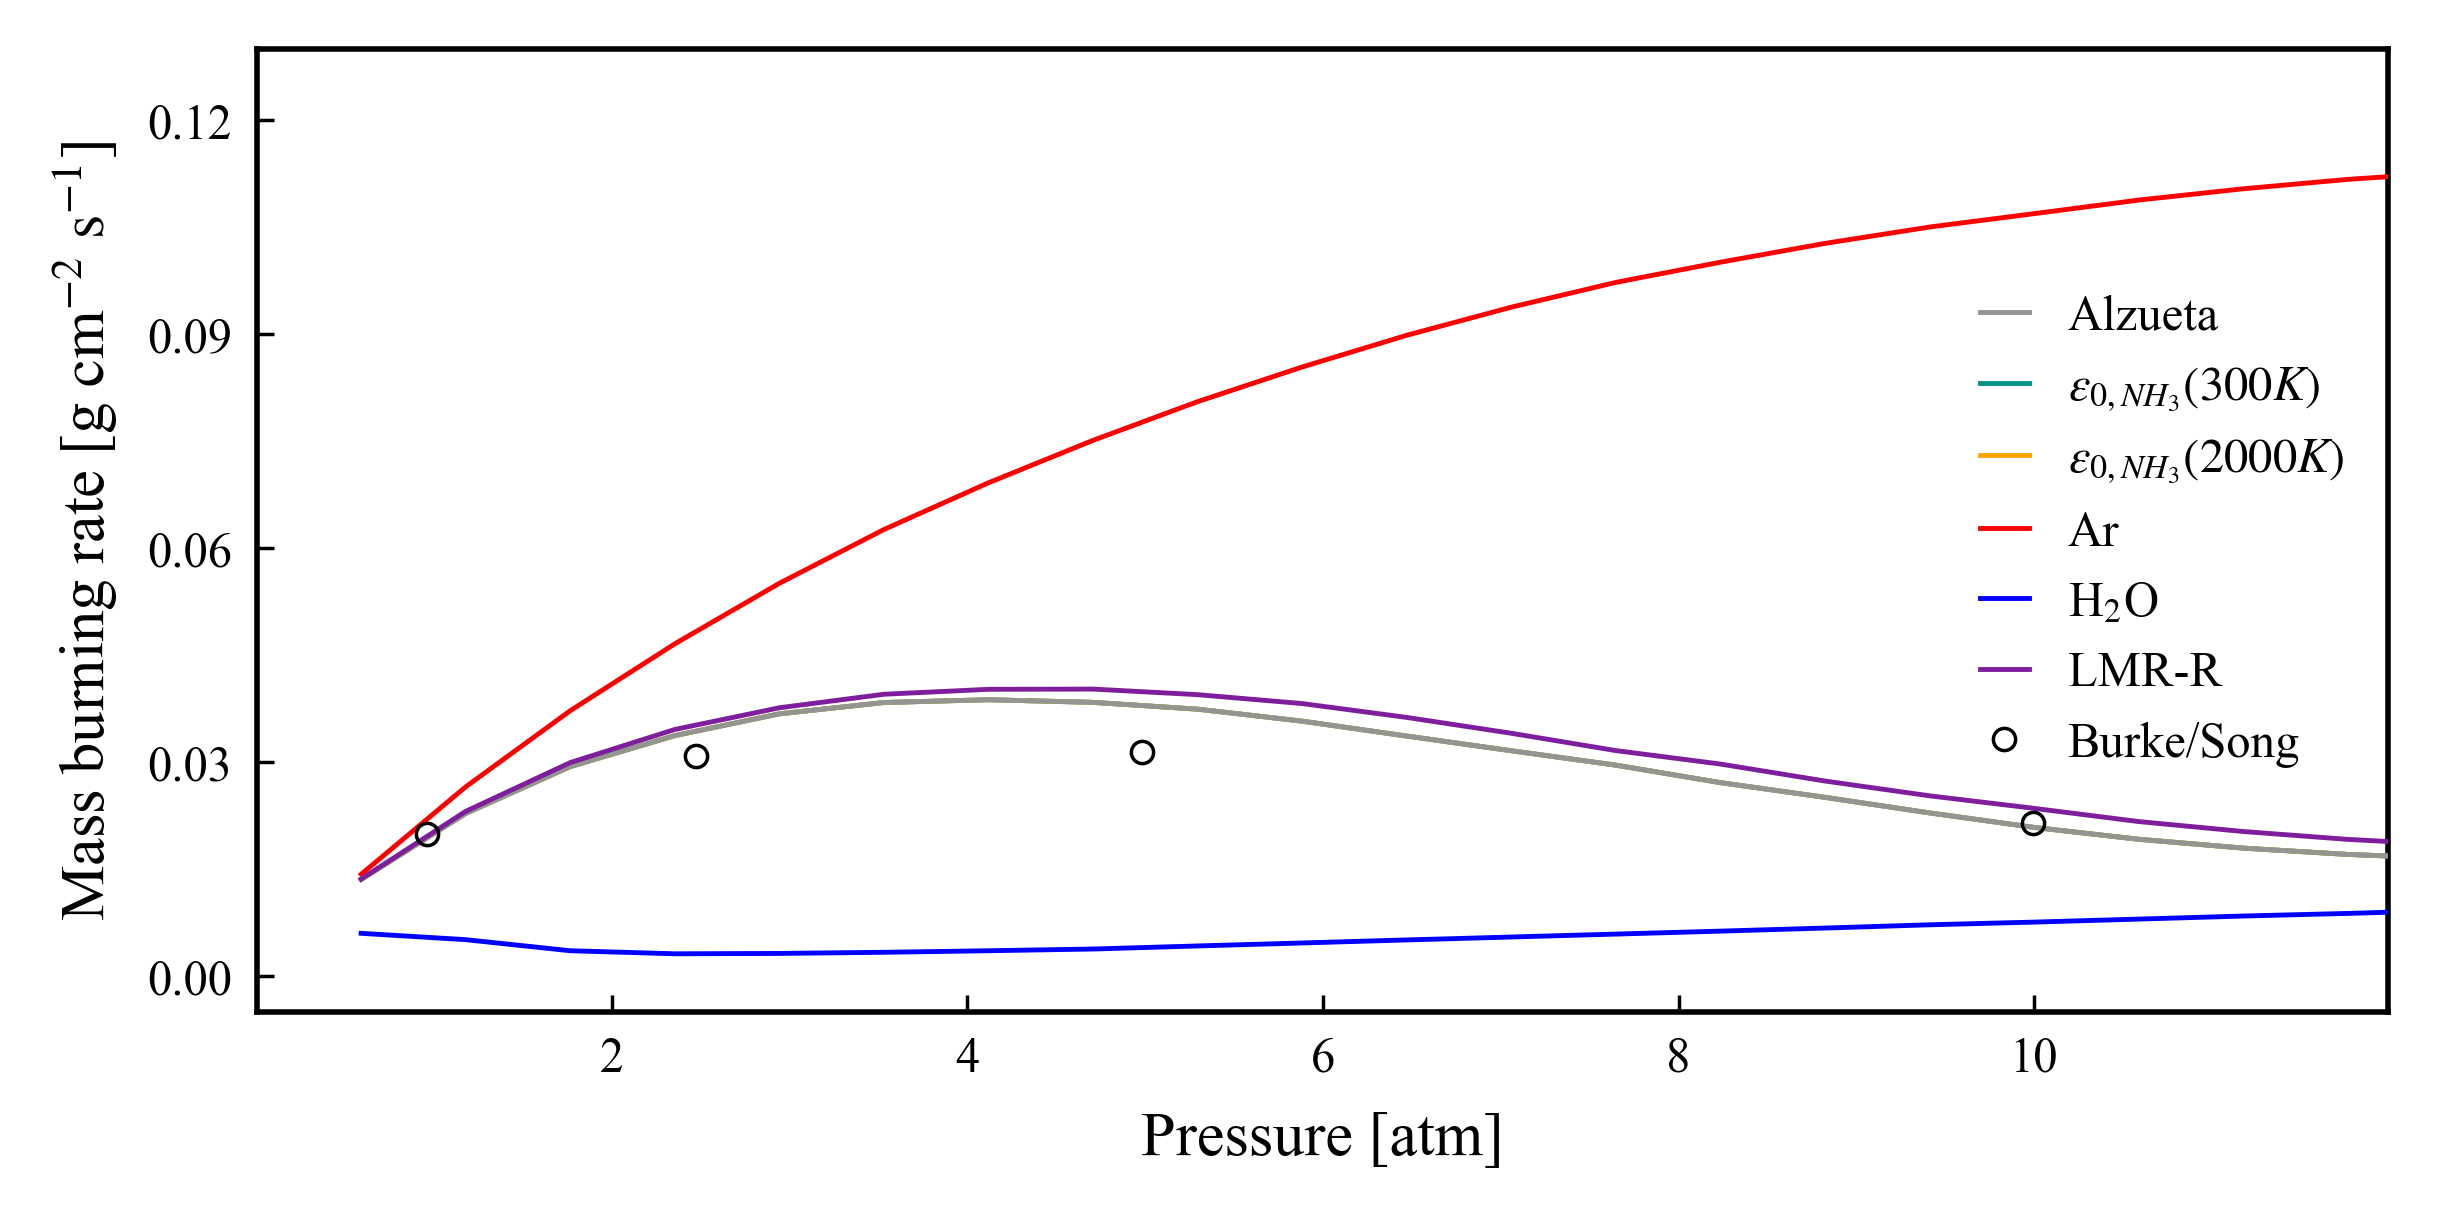 Mass burning rate [g cm⁻² s⁻¹]
0.12
0.09
0.06
0.03
0.00
2 4 6 8 10
Pressure [atm]
Alzueta
ε₀,NH₃(300K)
ε₀,NH₃(2000K)
Ar
H₂O
LMR-R
Burke/Song